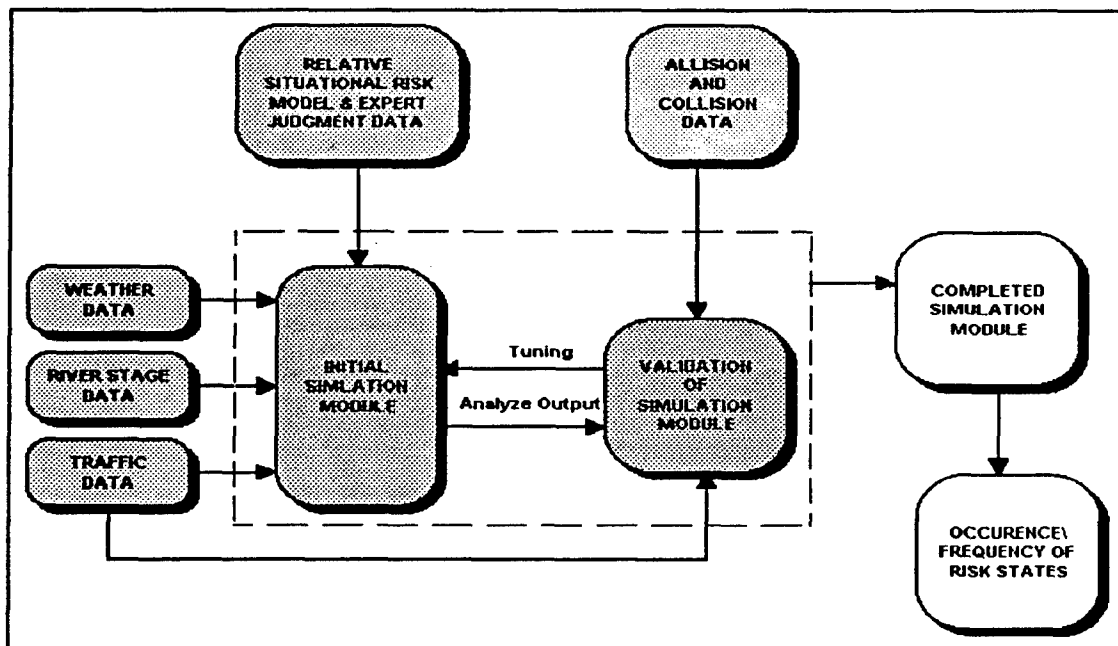 RELATIVE
SITUATIONAL RISK
MODEL & EXPERT
JUDGMENT DATA
ALLISION
AND
COLLISION
DATA
WEATHER
DATA
RIVER STAGE
DATA
TRAFFIC
DATA
INITIAL
SIMLATION
MODULE
Tuning
Analyze Output
VALIDATION
OF
SIMULATION
MODULE
COMPLETED
SIMULATION
MODULE
OCCURENCE\
FREQUENCY OF
RISK STATES